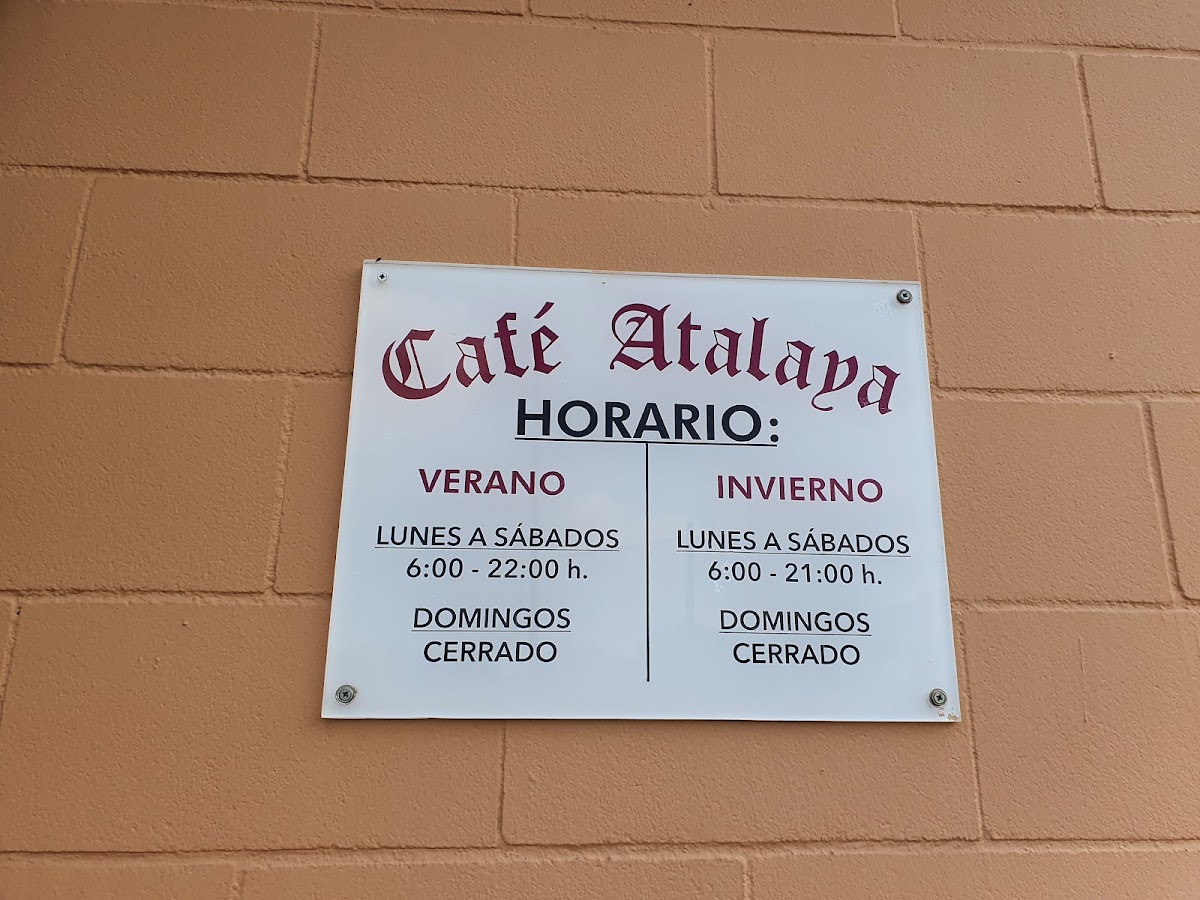 Café Atalaya
HORARIO:
VERANO
LUNES A SÁBADOS
6:00 - 22:00 h.
DOMINGOS
CERRADO
INVIERNO
LUNES A SÁBADOS
6:00 - 21:00 h.
DOMINGOS
CERRADO